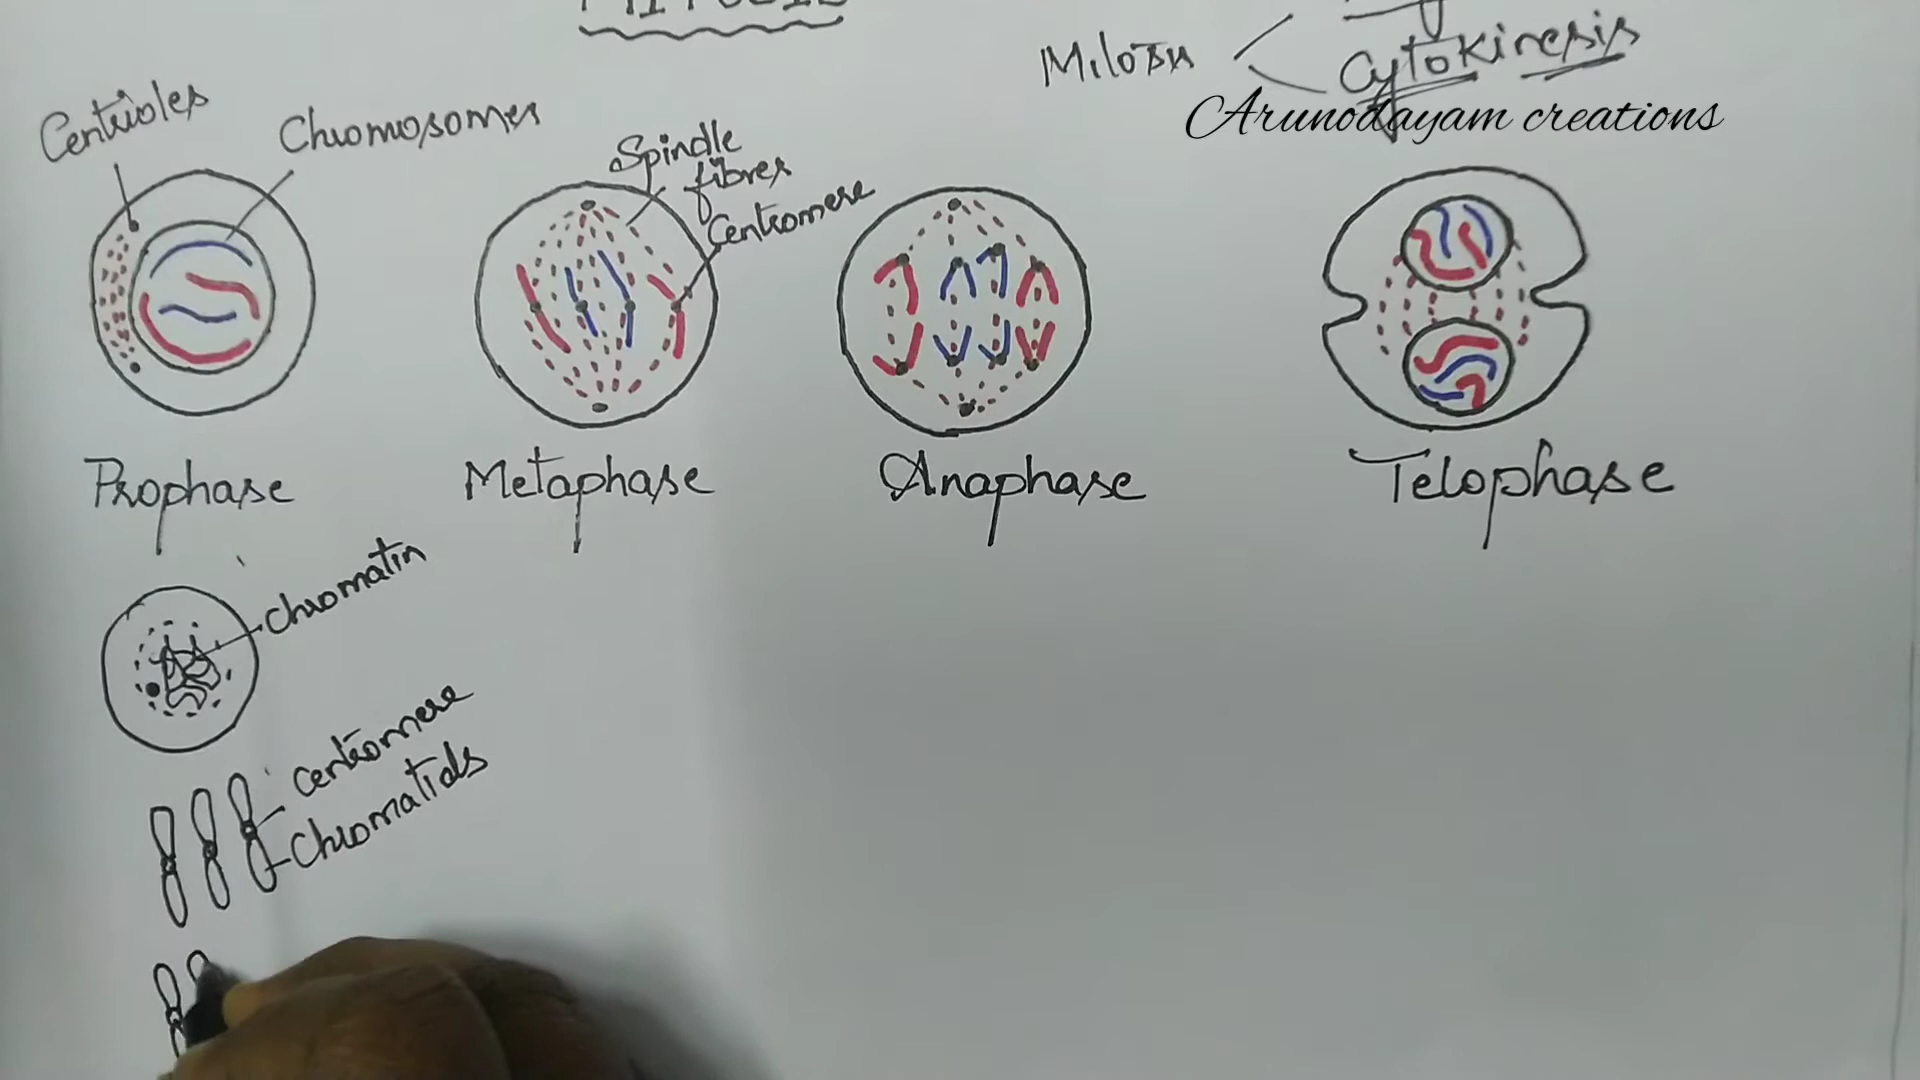 Mitosis
Cytokinesis
Arunodayam creations
Centrioles
Chromosomes
Spindle
fibres
Centromere
Prophase
Metaphase
Anaphase
Telophase
chromatin
centromere
Chromatids